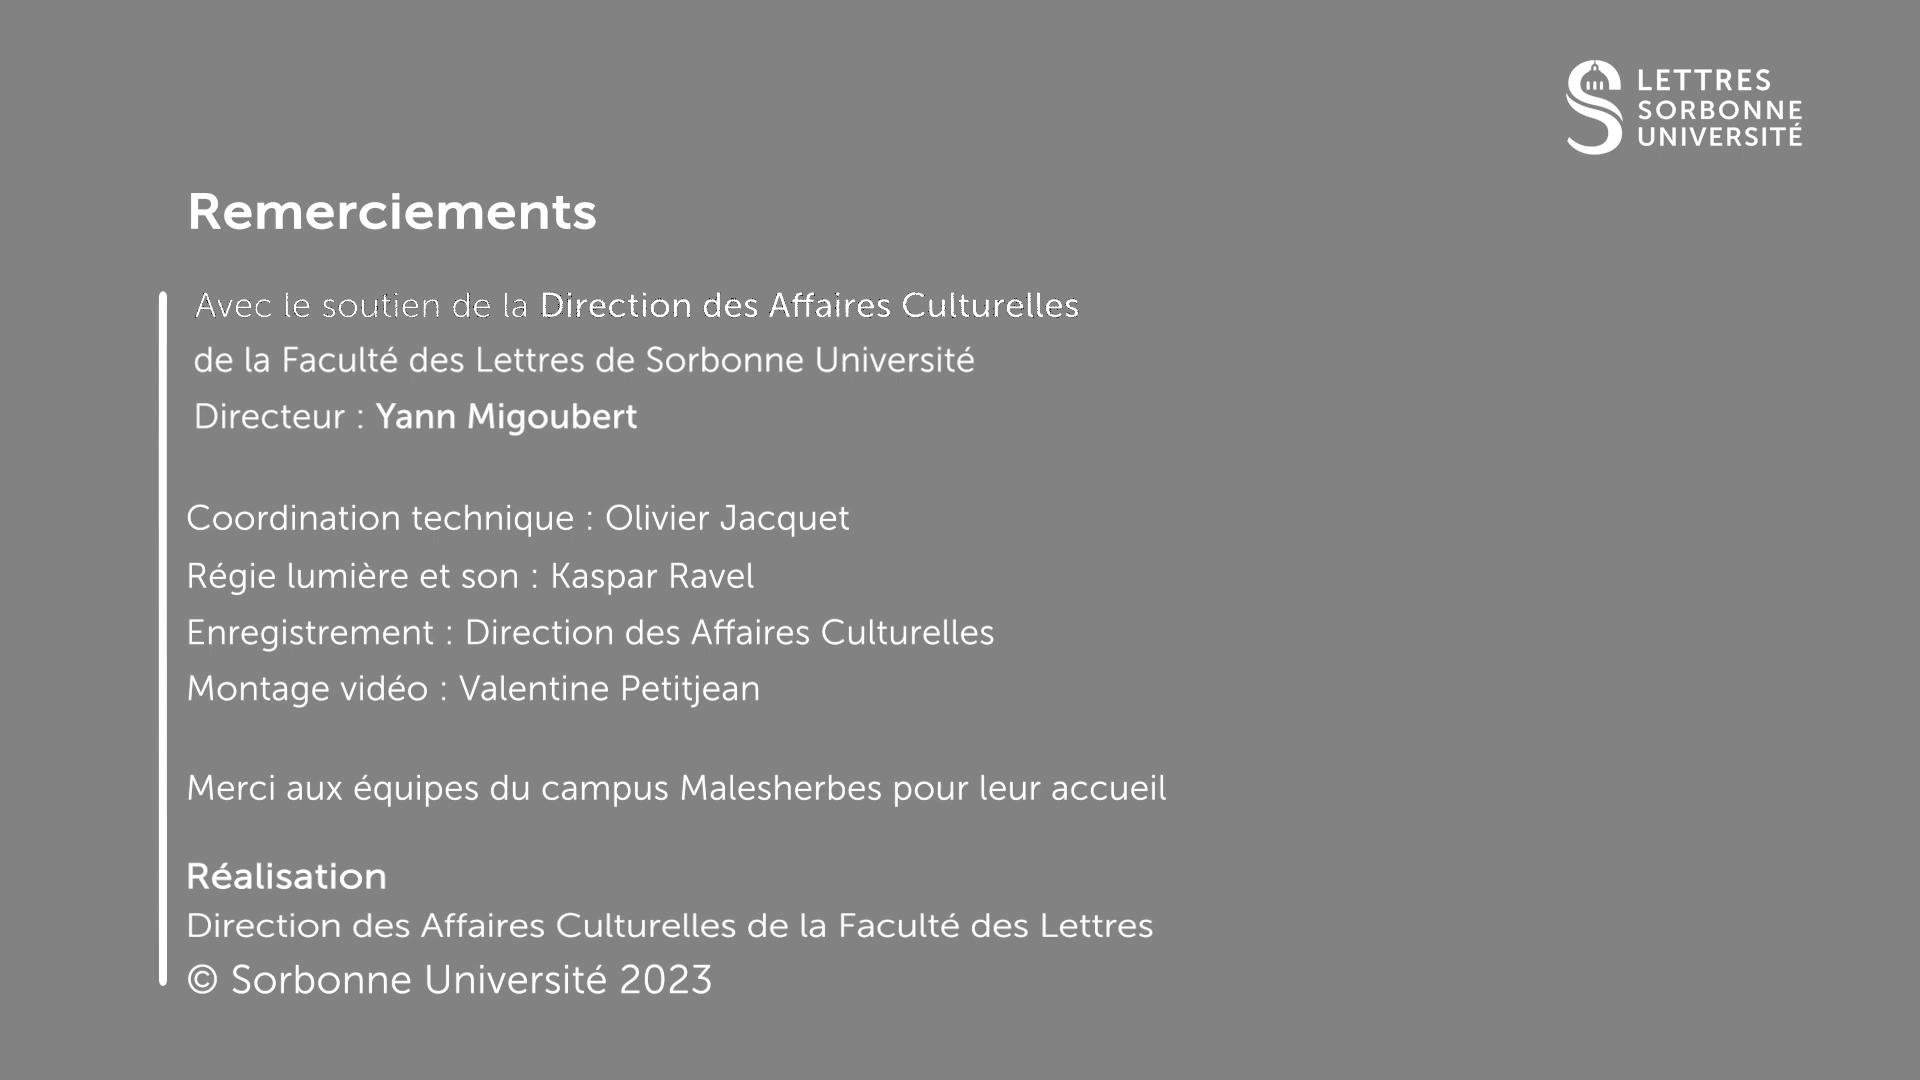 LETTRES
SORBONNE
UNIVERSITÉ
Remerciements
Avec le soutien de la Direction des Affaires Culturelles
de la Faculté des Lettres de Sorbonne Université
Directeur : Yann Migoubert
Coordination technique : Olivier Jacquet
Régie lumière et son : Kaspar Ravel
Enregistrement : Direction des Affaires Culturelles
Montage vidéo : Valentine Petitjean
Merci aux équipes du campus Malesherbes pour leur accueil
Réalisation
Direction des Affaires Culturelles de la Faculté des Lettres
© Sorbonne Université 2023